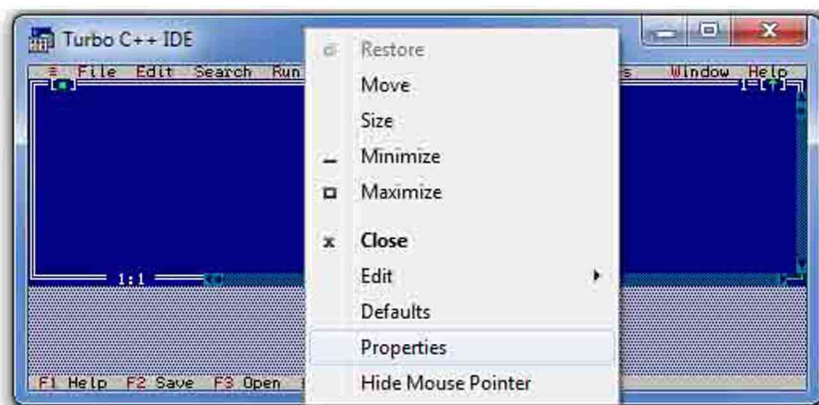 Turbo C++ IDE
≡ File Edit Search Run Window Help
1
1:1
F1 Help F2 Save F3 Open
Restore
Move
Size
Minimize
Maximize
Close
Edit
Defaults
Properties
Hide Mouse Pointer